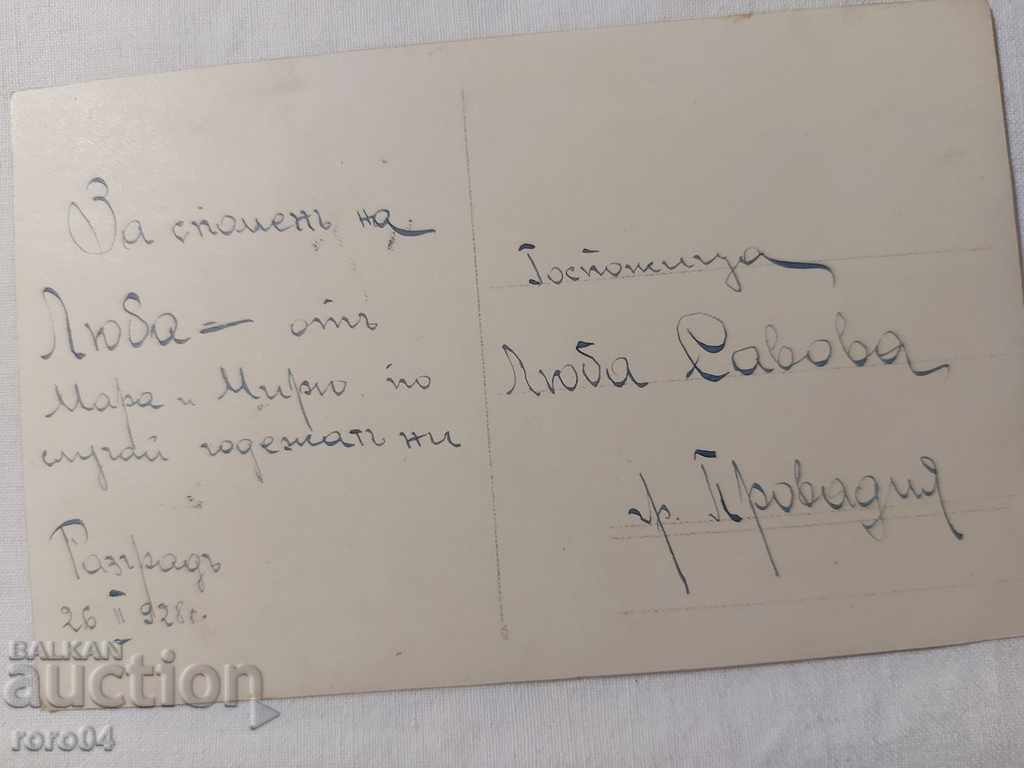 За споменъ на
Люба — отъ
Мара и Мирю по
случай годежатъ ни
Разградъ
26 II 928 г.
Госпожица
Люба Савова
гр. Провадия
BALKAN
auction
roro04